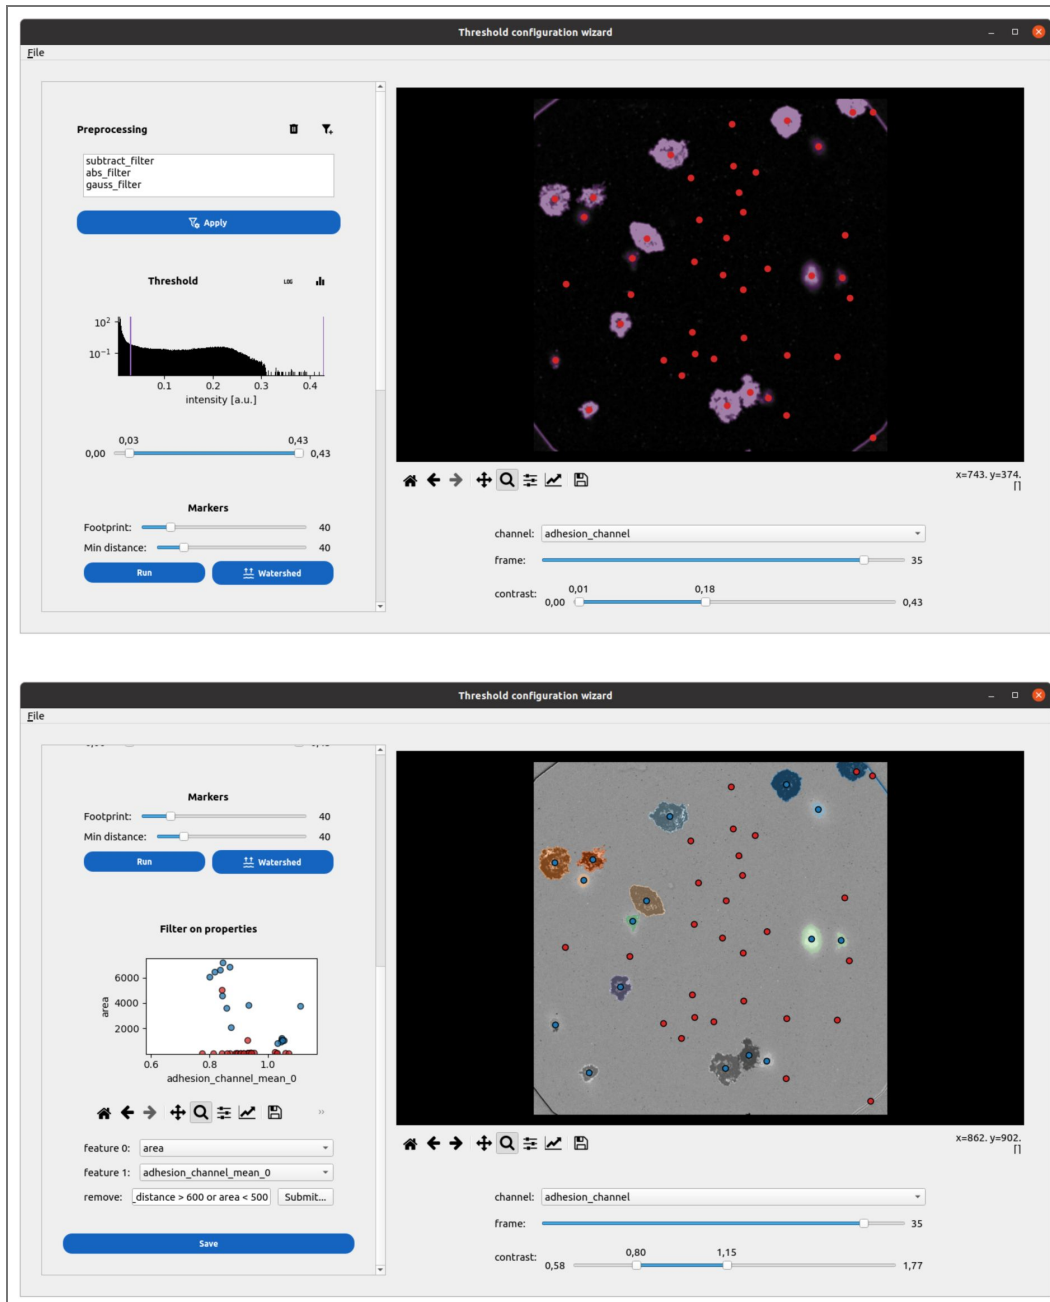 Threshold configuration wizard
File
Preprocessing
subtract_filter
abs_filter
gauss_filter
Apply
Threshold
LOG
10²
10⁻¹
0.1 0.2 0.3 0.4
intensity [a.u.]
0,03 0,43
0,00 0,43
Markers
Footprint: 40
Min distance: 40
Run Watershed
x=743. y=374.
[]
channel: adhesion_channel
frame: 35
0,01 0,18
contrast: 0,00 0,43
Threshold configuration wizard
File
Markers
Footprint: 40
Min distance: 40
Run Watershed
Filter on properties
6000
4000
2000
area
0.6 0.8 1.0
adhesion_channel_mean_0
feature 0: area
feature 1: adhesion_channel_mean_0
remove: _distance > 600 or area < 500 Submit...
Save
x=862. y=902.
[]
channel: adhesion_channel
frame: 35
0,80 1,15
contrast: 0,58 1,77